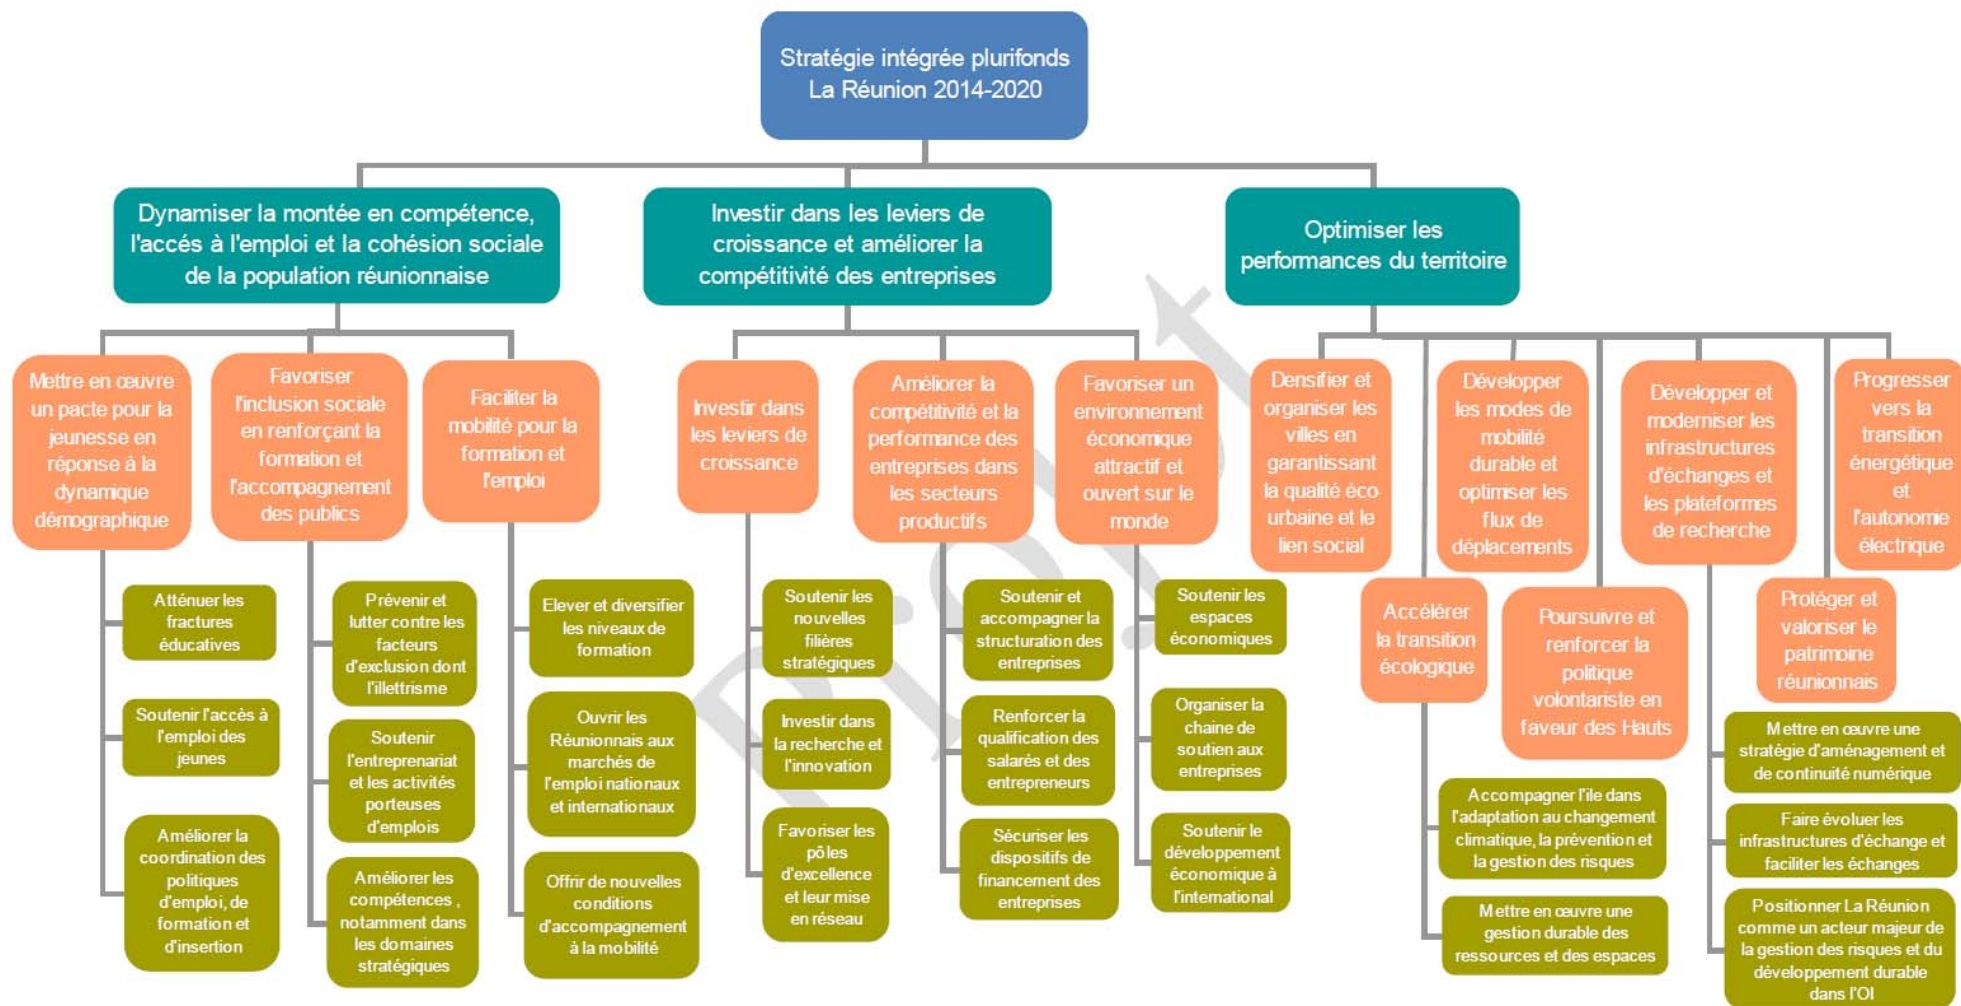 Stratégie intégrée plurifonds
La Réunion 2014-2020
Dynamiser la montée en compétence,
l'accés à l'emploi et la cohésion sociale
de la population réunionnaise
Investir dans les leviers de
croissance et améliorer la
compétitivité des entreprises
Optimiser les
performances du territoire
Mettre en œuvre
un pacte pour la
jeunesse en
réponse à la
dynamique
démographique
Favoriser
l'inclusion sociale
en renforçant la
formation et
l'accompagnement
des publics
Faciliter la
mobilité pour la
formation et
l'emploi
Investir dans
les leviers de
croissance
Améliorer la
compétitivité et la
performance des
entreprises dans
les secteurs
productifs
Favoriser un
environnement
économique
attractif et
ouvert sur le
monde
Densifier et
organiser les
villes en
garantissant
la qualité éco-
urbaine et le
lien social
Développer
les modes de
mobilité
durable et
optimiser les
flux de
déplacements
Développer et
moderniser les
infrastructures
d'échanges et
les plateformes
de recherche
Progresser
vers la
transition
énergétique
et
l'autonomie
électrique
Accélérer
la transition
écologique
Poursuivre et
renforcer la
politique
volontariste en
faveur des Hauts
Protéger et
valoriser le
patrimoine
réunionnais
Atténuer les
fractures
éducatives
Soutenir l'accès à
l'emploi des
jeunes
Améliorer la
coordination des
politiques
d'emploi, de
formation et
d'insertion
Prévenir et
lutter contre les
facteurs
d'exclusion dont
l'illettrisme
Soutenir
l'entreprenariat
et les activités
porteuses
d'emplois
Améliorer les
compétences ,
notamment dans
les domaines
stratégiques
Elever et diversifier
les niveaux de
formation
Ouvrir les
Réunionnais aux
marchés de
l'emploi nationaux
et internationaux
Offrir de nouvelles
conditions
d'accompagnement
à la mobilité
Soutenir les
nouvelles
filières
stratégiques
Investir dans
la recherche et
l'innovation
Favoriser les
pôles
d'excellence
et leur mise
en réseau
Soutenir et
accompagner la
structuration des
entreprises
Renforcer la
qualification des
salarés et des
entrepreneurs
Sécuriser les
dispositifs de
financement des
entreprises
Soutenir les
espaces
économiques
Organiser la
chaine de
soutien aux
entreprises
Soutenir le
développement
économique à
l'international
Accompagner l'ile dans
l'adaptation au changement
climatique, la prévention et
la gestion des risques
Mettre en œuvre une
gestion durable des
ressources et des espaces
Mettre en œuvre une
stratégie d'aménagement et
de continuité numérique
Faire évoluer les
infrastructures d'échange et
faciliter les échanges
Positionner La Réunion
comme un acteur majeur de
la gestion des risques et du
développement durable
dans l'OI
Projet